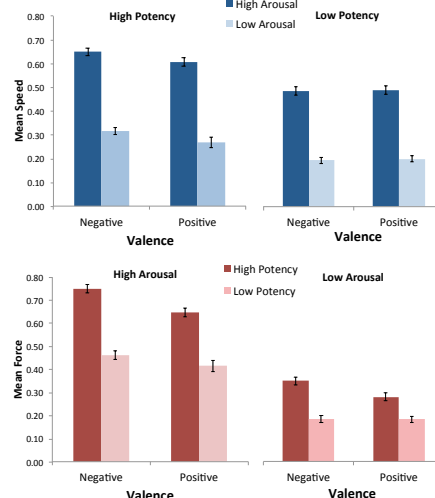 0.80
High Potency
High Arousal
Low Arousal
Low Potency
0.70
0.60
0.50
0.40
0.30
0.20
0.10
0.00
Mean Speed
Negative
Positive
Negative
Positive
Valence
Valence
0.80
High Arousal
High Potency
Low Potency
Low Arousal
0.70
0.60
0.50
0.40
0.30
0.20
0.10
0.00
Mean Force
Negative
Positive
Negative
Positive
Valence
Valence